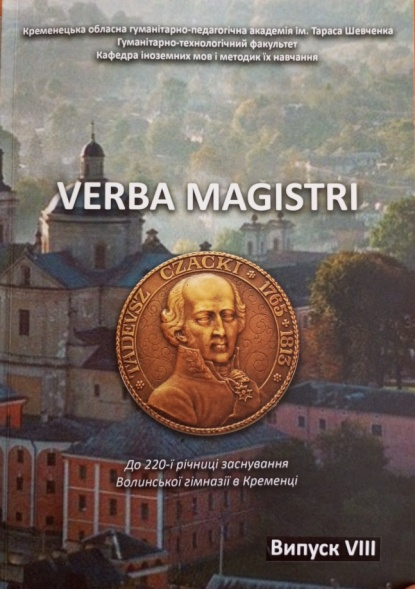 Кременецька обласна гуманітарно-педагогічна академія ім. Тараса Шевченка
Гуманітарно-технологічний факультет
Кафедра іноземних мов і методик їх навчання
VERBA MAGISTRI
TADEUSZ CZACKI * 1765 * 1813
До 220-ї річниці заснування
Волинської гімназії в Кременці
Випуск VIII